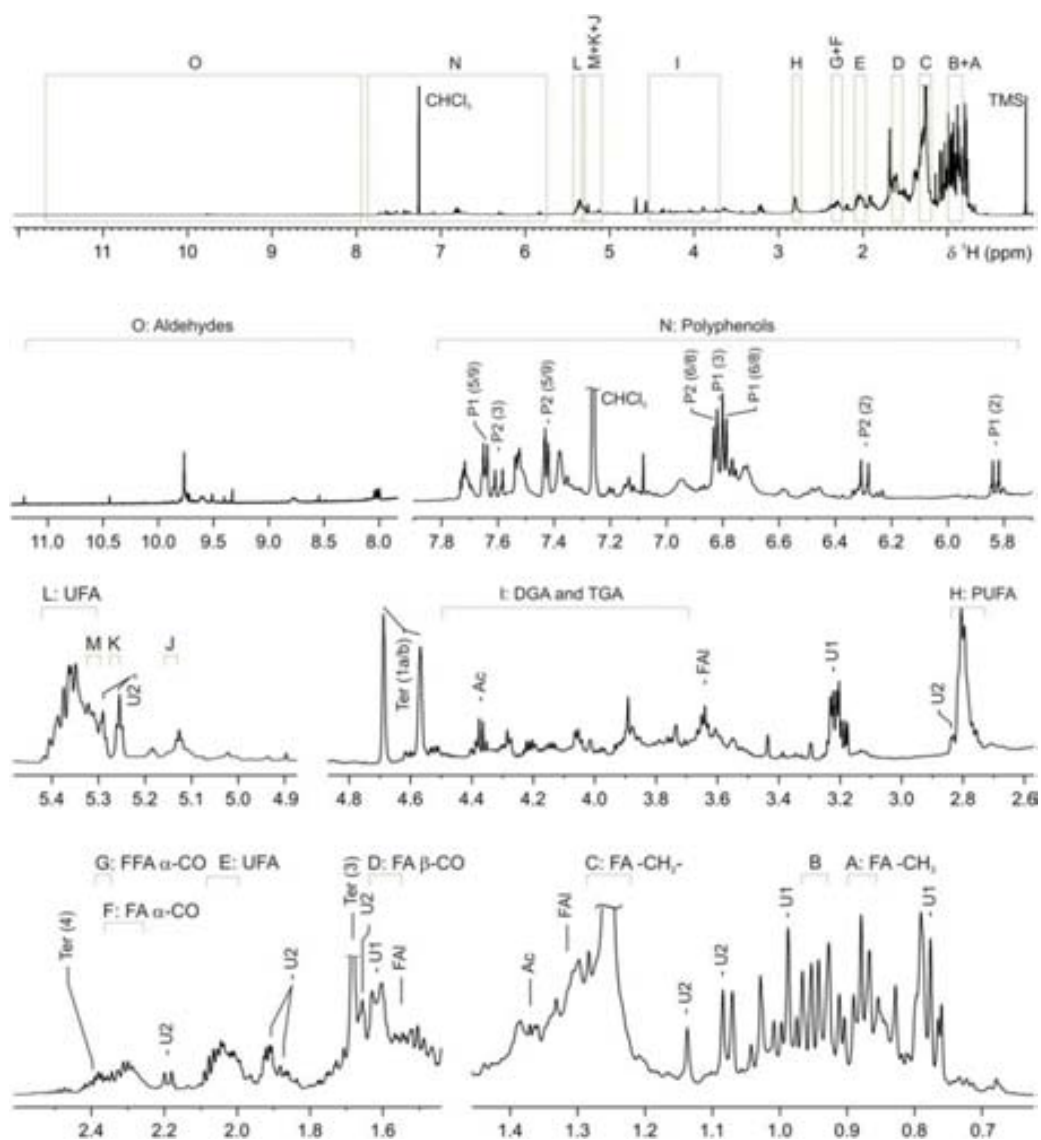 O N L M+K+J I H G+F E D C B+A
CHCl₃ TMS
11 10 9 8 7 6 5 4 3 2 δ ¹H (ppm)
O: Aldehydes N: Polyphenols
P1 (5/9) - P2 (3) - P2 (5/9) CHCl₃ P2 (6/8) P1 (3) P1 (6/8) - P2 (2) - P1 (2)
11.0 10.5 10.0 9.5 9.0 8.5 8.0 7.8 7.6 7.4 7.2 7.0 6.8 6.6 6.4 6.2 6.0 5.8
L: UFA I: DGA and TGA H: PUFA
M K J
U2 Ter (1a/b) - Ac - FAl - U1 U2
5.4 5.3 5.2 5.1 5.0 4.9 4.8 4.6 4.4 4.2 4.0 3.8 3.6 3.4 3.2 3.0 2.8 2.6
G: FFA α-CO E: UFA D: FA β-CO C: FA -CH₂- B A: FA -CH₃
F: FA α-CO
Ter (4) - U2 - U2 Ter (3) U2 - U1 FAl Ac FAl - U2 - U2 - U1 - U1
2.4 2.2 2.0 1.8 1.6 1.4 1.3 1.2 1.1 1.0 0.9 0.8 0.7